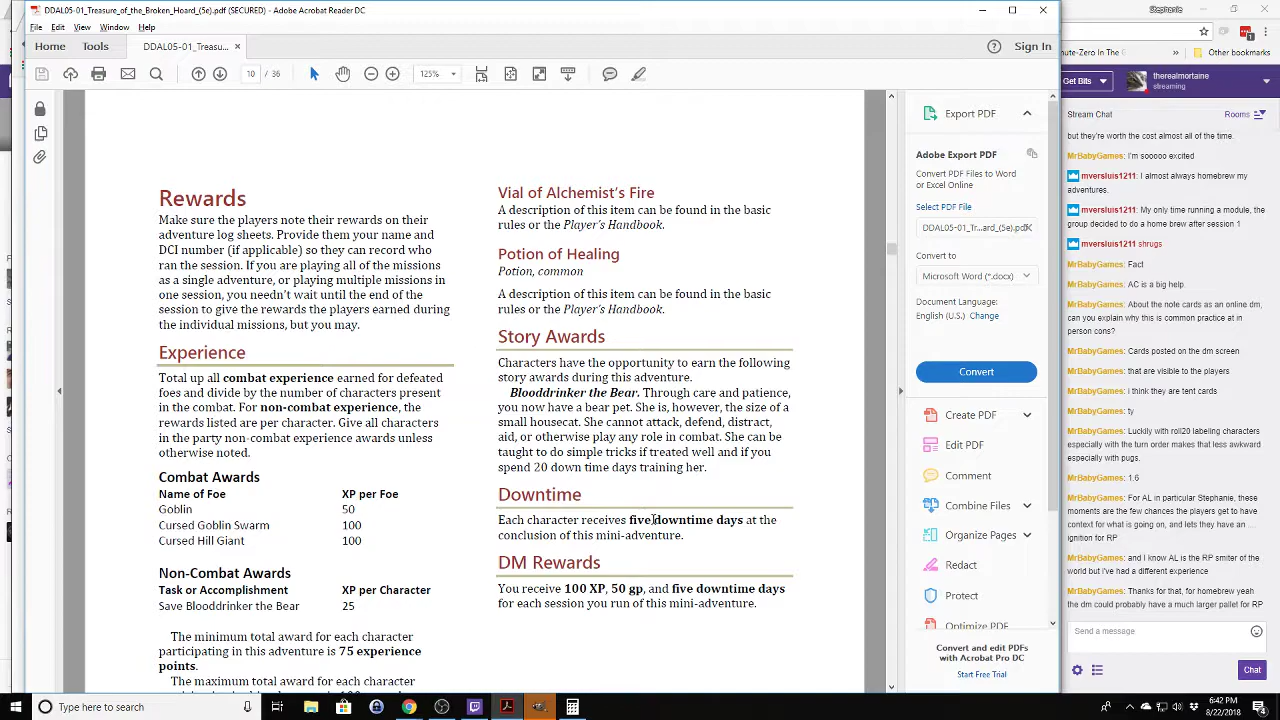 DDAL05-01_Treasure_of_the_Broken_Hoard_(5e).pdf (SECURED) - Adobe Acrobat Reader DC
Stephanie
File Edit View Window Help
Home Tools DDAL05-01_Treasu... × Sign In
10 / 36 125%
nute-Zero In The E » Other bookmarks
Get Bits therealmortaine
streaming
Rewards
Make sure the players note their rewards on their
adventure log sheets. Provide them your name and
DCI number (if applicable) so they can record who
ran the session. If you are playing all of the missions
as a single adventure, or playing multiple missions in
one session, you needn't wait until the end of the
session to give the rewards the players earned during
the individual missions, but you may.
Experience
Total up all combat experience earned for defeated
foes and divide by the number of characters present
in the combat. For non-combat experience, the
rewards listed are per character. Give all characters
in the party non-combat experience awards unless
otherwise noted.
Combat Awards
Name of Foe XP per Foe
Goblin 50
Cursed Goblin Swarm 100
Cursed Hill Giant 100
Non-Combat Awards
Task or Accomplishment XP per Character
Save Blooddrinker the Bear 25
The minimum total award for each character
participating in this adventure is 75 experience
points.
The maximum total award for each character
Vial of Alchemist's Fire
A description of this item can be found in the basic
rules or the Player's Handbook.
Potion of Healing
Potion, common
A description of this item can be found in the basic
rules or the Player's Handbook.
Story Awards
Characters have the opportunity to earn the following
story awards during this adventure.
Blooddrinker the Bear. Through care and patience,
you now have a bear pet. She is, however, the size of a
small housecat. She cannot attack, defend, distract,
aid, or otherwise play any role in combat. She can be
taught to do simple tricks if treated well and if you
spend 20 down time days training her.
Downtime
Each character receives five downtime days at the
conclusion of this mini-adventure.
DM Rewards
You receive 100 XP, 50 gp, and five downtime days
for each session you run of this mini-adventure.
Export PDF
Adobe Export PDF
Convert PDF Files to Word
or Excel Online
Select PDF File
DDAL05-01_Tr...ard_(5e).pdf
Convert to
Microsoft Word (*.docx)
Document Language:
English (U.S.) Change
Convert
Create PDF
Edit PDF
Comment
Combine Files
Organize Pages
Redact
Protect
Optimize PDF
Convert and edit PDFs
with Acrobat Pro DC
Start Free Trial
Stream Chat Rooms
but they're worth the cost almost all of the time.
MrBabyGames: I'm sooooo excited
mversluis1211: I almost always homebrew my
adventures.
mversluis1211: My only time running a module, the
group decided to do a home brew after session 1
mversluis1211 shrugs
MrBabyGames: Fact
MrBabyGames: AC is a big help.
MrBabyGames: About the note cards as an online dm,
can you explain why this is common practice at in
person cons?
MrBabyGames: Cards posted on the dm screen
MrBabyGames: that are visible to the players
MrBabyGames: i think they are tent cards
MrBabyGames: ty
MrBabyGames: Luckily with roll20 labeling characters
especially with the turn order makes that less awkward
especially with pugs.
MrBabyGames: 1.6
MrBabyGames: For AL in particular Stephanie, these
moments are the few chances the players get to have
context for what is going on, and lets they have an ...
ignition for RP
MrBabyGames: and I know AL is the RP smiter of the
world but i've had a different experience
MrBabyGames: Thanks for that, for homebrew yeah
the dm could probably have a much larger pallet for RP
Send a message
Chat
Type here to search
6:42 PM
8/22/2018